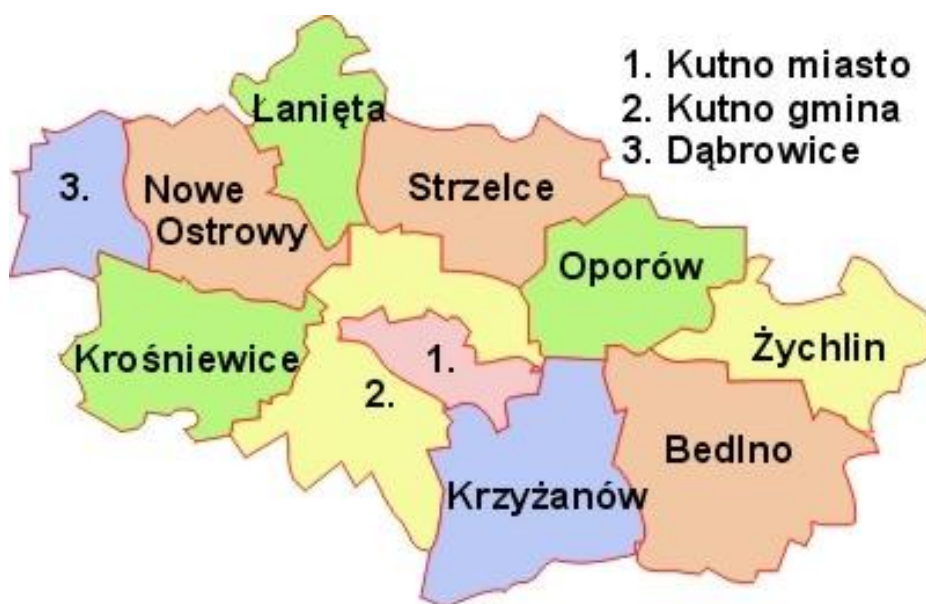 1. Kutno miasto
2. Kutno gmina
3. Dąbrowice
Łanięta
3.
Nowe
Ostrowy
Strzelce
Oporów
Krośniewice
1.
2.
Żychlin
Krzyżanów
Bedlno